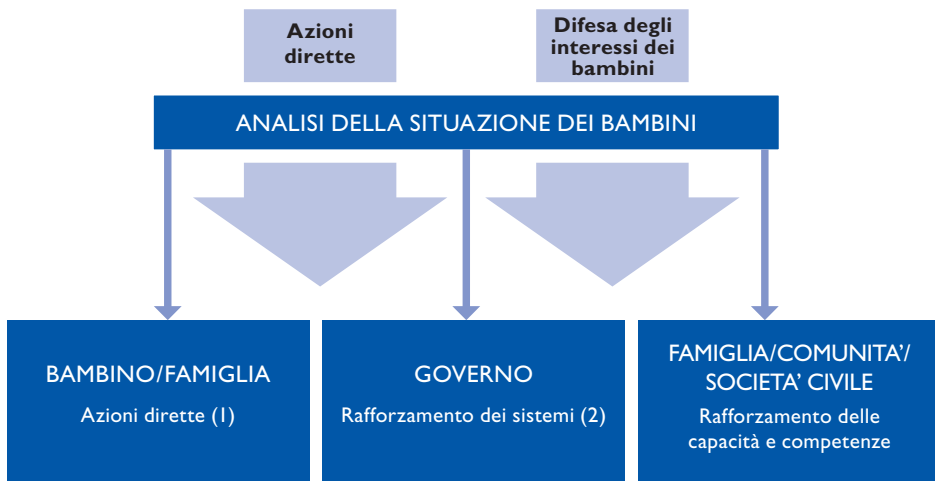 Azioni
dirette
Difesa degli
interessi dei
bambini
ANALISI DELLA SITUAZIONE DEI BAMBINI
BAMBINO/FAMIGLIA
Azioni dirette (1)
GOVERNO
Rafforzamento dei sistemi (2)
FAMIGLIA/COMUNITA’/
SOCIETA’ CIVILE
Rafforzamento delle
capacità e competenze